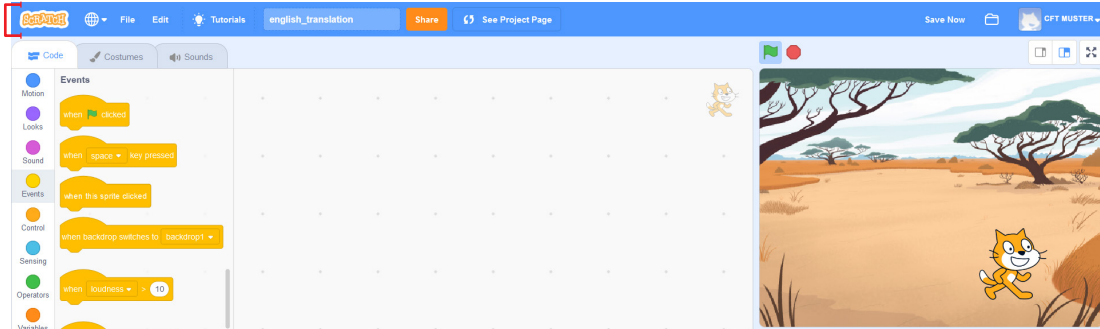 SCRATCH File Edit Tutorials english_translation Share See Project Page Save Now CFT MUSTER
Code Costumes Sounds
Motion
Looks
Sound
Events
Control
Sensing
Operators
Variables
Events
when clicked
when space key pressed
when this sprite clicked
when backdrop switches to backdrop1
when loudness > 10